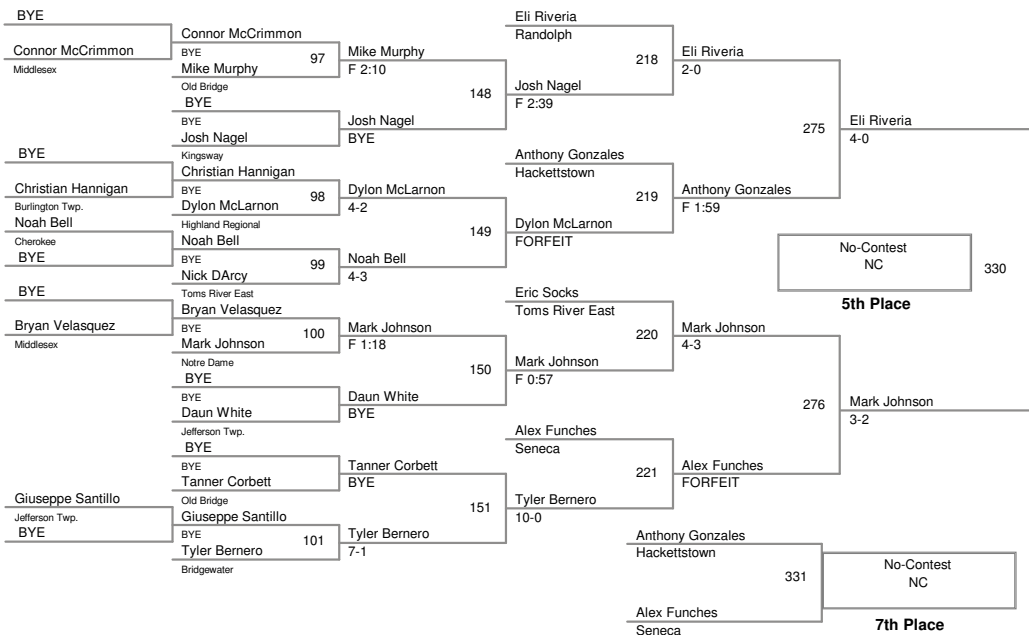 BYE
Connor McCrimmon
Middlesex
BYE
Christian Hannigan
Burlington Twp.
Noah Bell
Cherokee
BYE
BYE
Bryan Velasquez
Middlesex
Giuseppe Santillo
Jefferson Twp.
BYE
Connor McCrimmon
BYE
97
Mike Murphy
Old Bridge
BYE
BYE
Josh Nagel
Kingsway
Christian Hannigan
BYE
98
Dylon McLarnon
Highland Regional
Noah Bell
BYE
99
Nick DArcy
Toms River East
Bryan Velasquez
BYE
100
Mark Johnson
Notre Dame
BYE
BYE
Daun White
Jefferson Twp.
BYE
BYE
Tanner Corbett
Old Bridge
Giuseppe Santillo
BYE
101
Tyler Bernero
Bridgewater
Mike Murphy
F 2:10
148
Josh Nagel
BYE
Dylon McLarnon
4-2
149
Noah Bell
4-3
Mark Johnson
F 1:18
150
Daun White
BYE
Tanner Corbett
BYE
151
Tyler Bernero
7-1
Eli Riveria
Randolph
218
Josh Nagel
F 2:39
Anthony Gonzales
Hackettstown
219
Dylon McLarnon
FORFEIT
Eric Socks
Toms River East
220
Mark Johnson
F 0:57
Alex Funches
Seneca
221
Tyler Bernero
10-0
Eli Riveria
2-0
275
Anthony Gonzales
F 1:59
Mark Johnson
4-3
276
Alex Funches
FORFEIT
Eli Riveria
4-0
Mark Johnson
3-2
No-Contest
NC
330
5th Place
Anthony Gonzales
Hackettstown
331
Alex Funches
Seneca
No-Contest
NC
7th Place